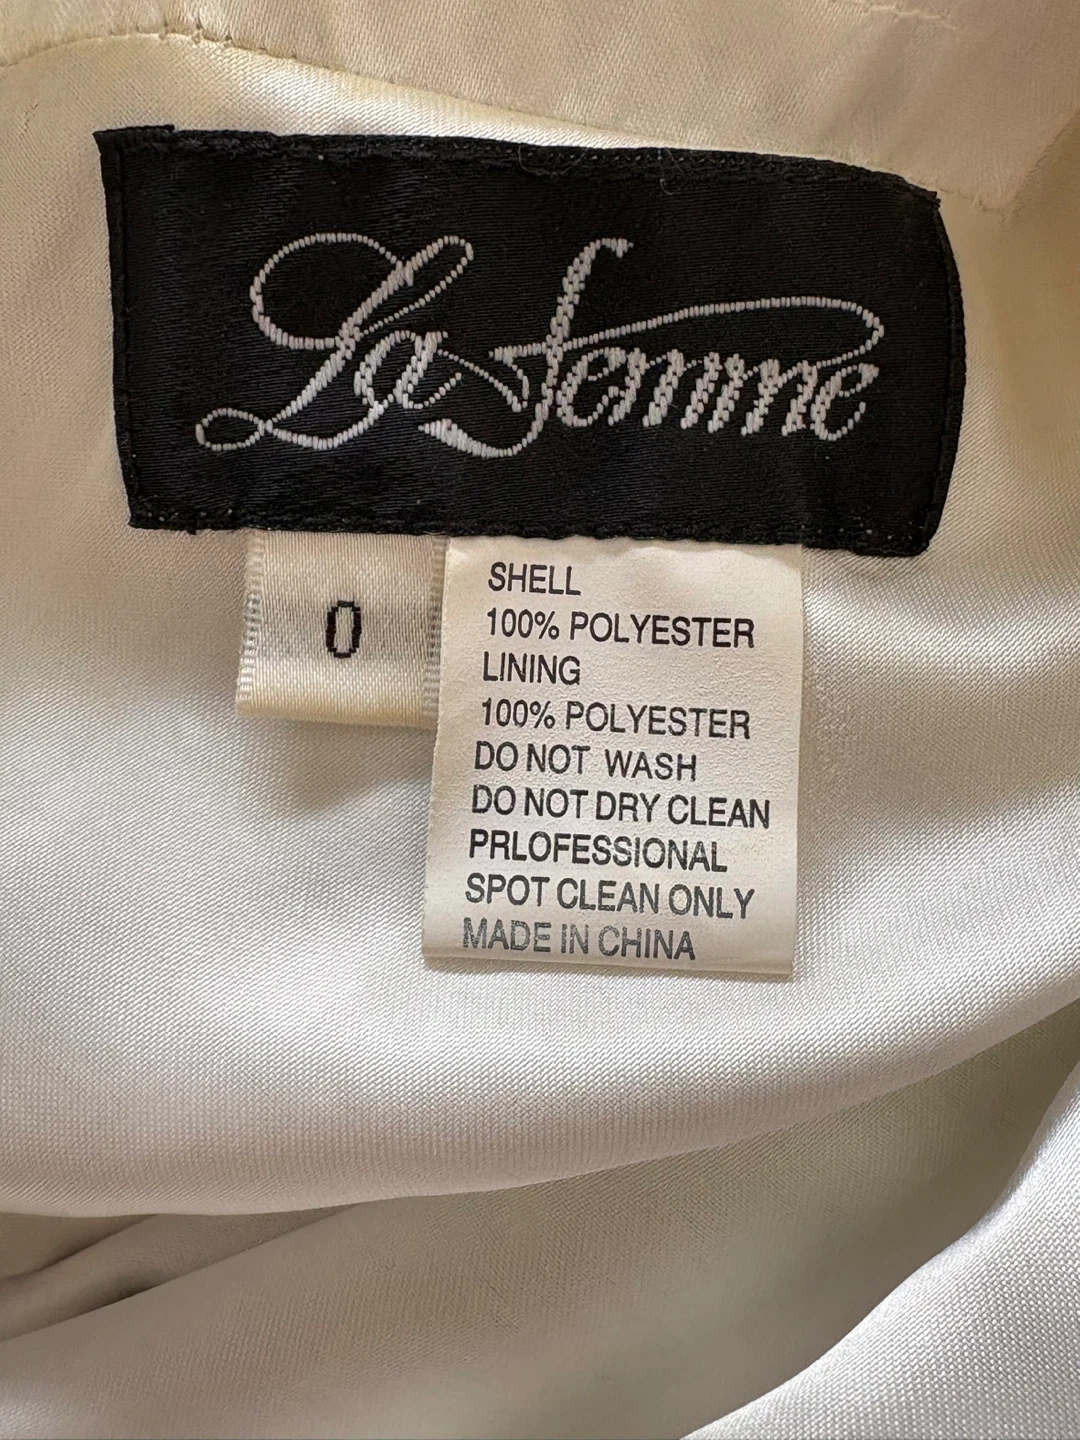 La Femme
0
SHELL
100% POLYESTER
LINING
100% POLYESTER
DO NOT WASH
DO NOT DRY CLEAN
PRLOFESSIONAL
SPOT CLEAN ONLY
MADE IN CHINA